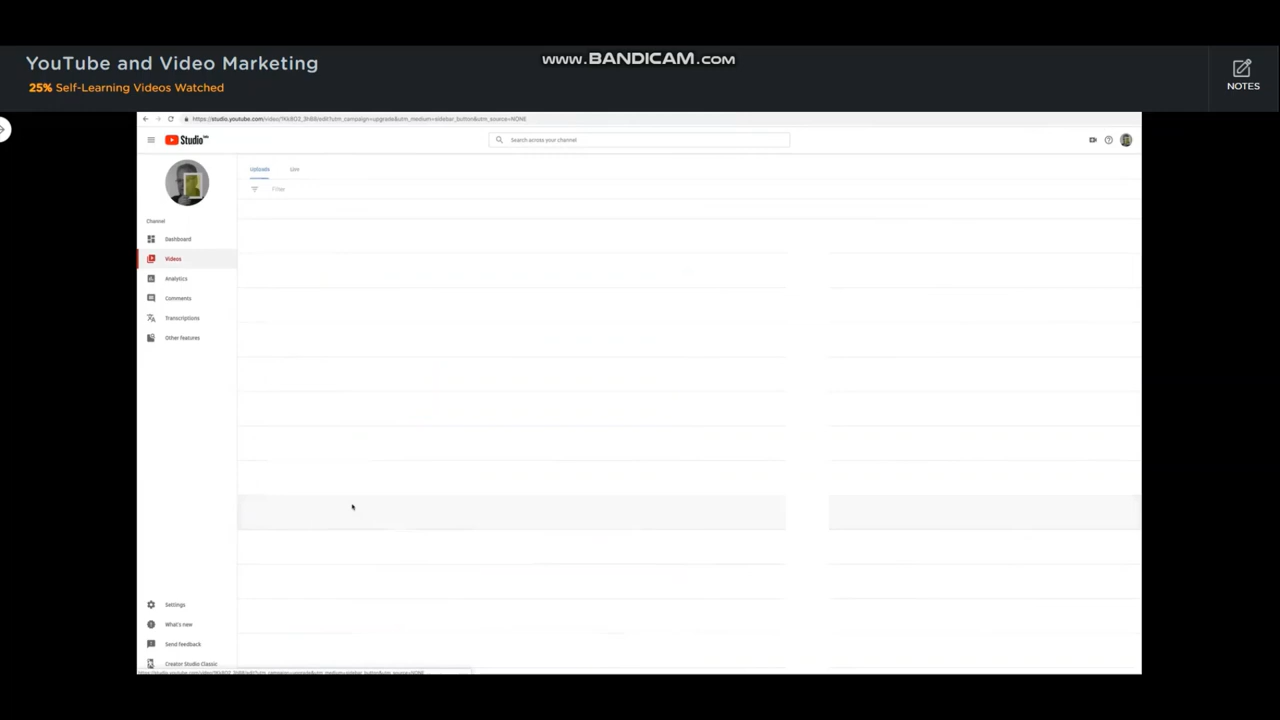 YouTube and Video Marketing
25% Self-Learning Videos Watched
www.BANDICAM.com
NOTES
Studio
Search across your channel
Uploads
Live
Filter
Channel
Dashboard
Videos
Analytics
Comments
Transcriptions
Other features
Settings
What's new
Send feedback
Creator Studio Classic